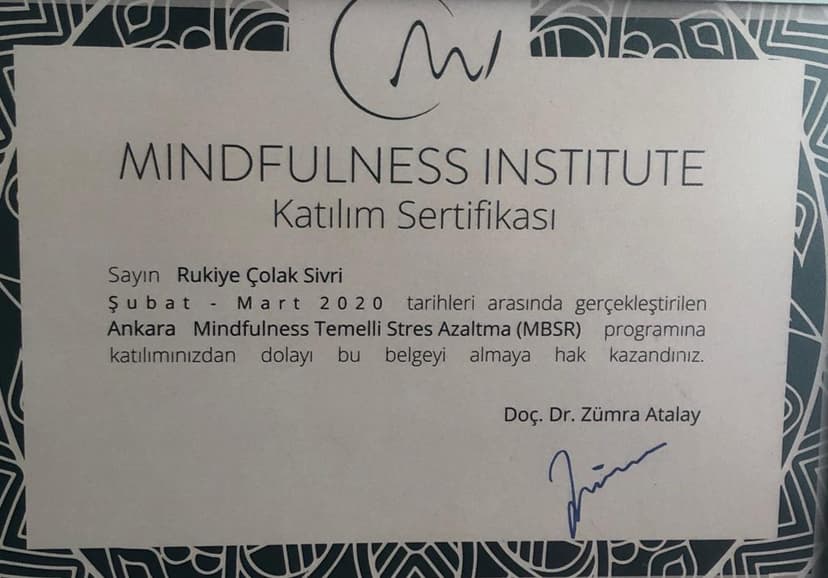 MINDFULNESS INSTITUTE
Katılım Sertifikası
Sayın Rukiye Çolak Sivri
Şubat - Mart 2020 tarihleri arasında gerçekleştirilen
Ankara Mindfulness Temelli Stres Azaltma (MBSR) programına
katılımınızdan dolayı bu belgeyi almaya hak kazandınız.
Doç. Dr. Zümra Atalay